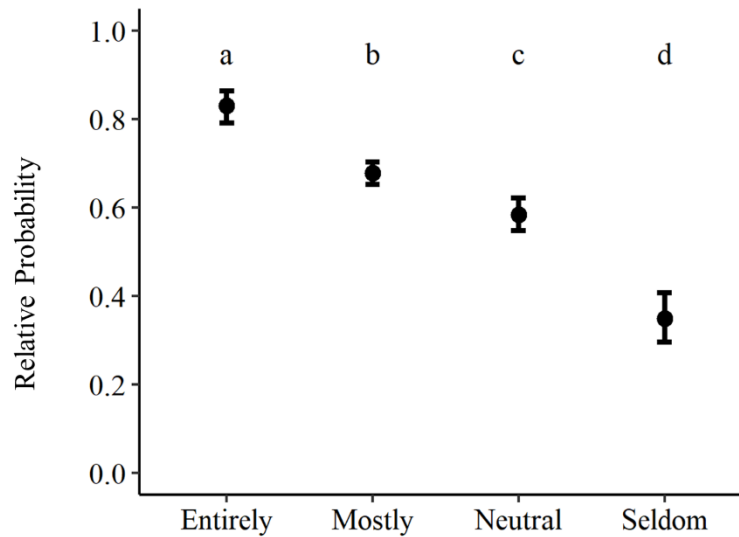 1.0
a
b
c
d
0.8
0.6
0.4
0.2
0.0
Relative Probability
Entirely
Mostly
Neutral
Seldom